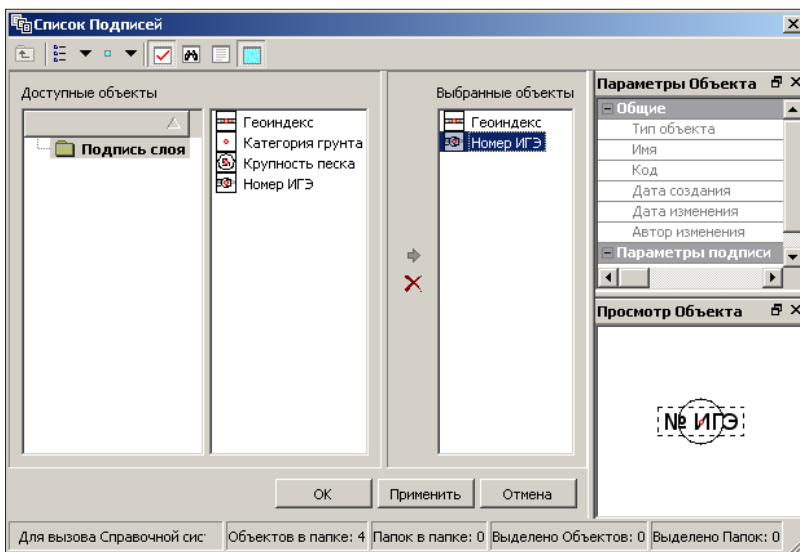 Список Подписей
Доступные объекты
Подпись слоя
Геоиндекс
Категория грунта
Крупность песка
Номер ИГЭ
Выбранные объекты
Геоиндекс
Номер ИГЭ
Параметры Объекта
Общие
Тип объекта
Имя
Код
Дата создания
Дата изменения
Автор изменения
Параметры подписи
Просмотр Объекта
№ ИГЭ
ОК
Применить
Отмена
Для вызова Справочной сис
Объектов в папке: 4
Папок в папке: 0
Выделено Объектов: 0
Выделено Папок: 0